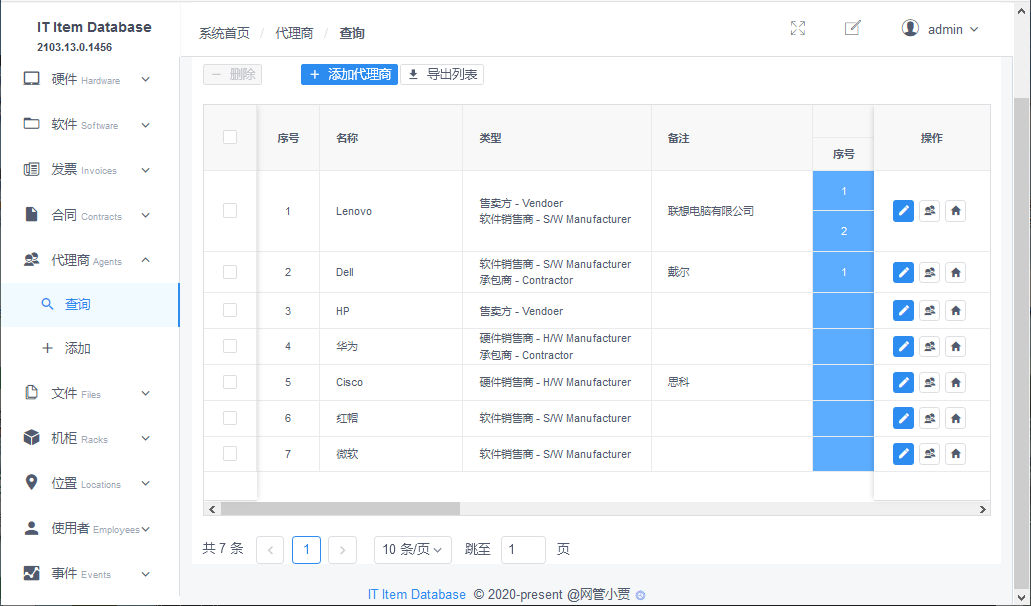 IT Item Database
2103.13.0.1456
硬件 Hardware
软件 Software
发票 Invoices
合同 Contracts
代理商 Agents
查询
添加
文件 Files
机柜 Racks
位置 Locations
使用者 Employees
事件 Events
系统首页 / 代理商 / 查询
admin
删除
添加代理商
导出列表
序号 名称 类型 备注 序号 操作
1 Lenovo 售卖方 - Vendoer
软件销售商 - S/W Manufacturer 联想电脑有限公司 1
2
2 Dell 软件销售商 - S/W Manufacturer
承包商 - Contractor 戴尔 1
3 HP 售卖方 - Vendoer
4 华为 硬件销售商 - H/W Manufacturer
承包商 - Contractor
5 Cisco 硬件销售商 - H/W Manufacturer 思科
6 红帽 软件销售商 - S/W Manufacturer
7 微软 软件销售商 - S/W Manufacturer
共 7 条 1 10 条/页 跳至 1 页
IT Item Database © 2020-present @网管小贾